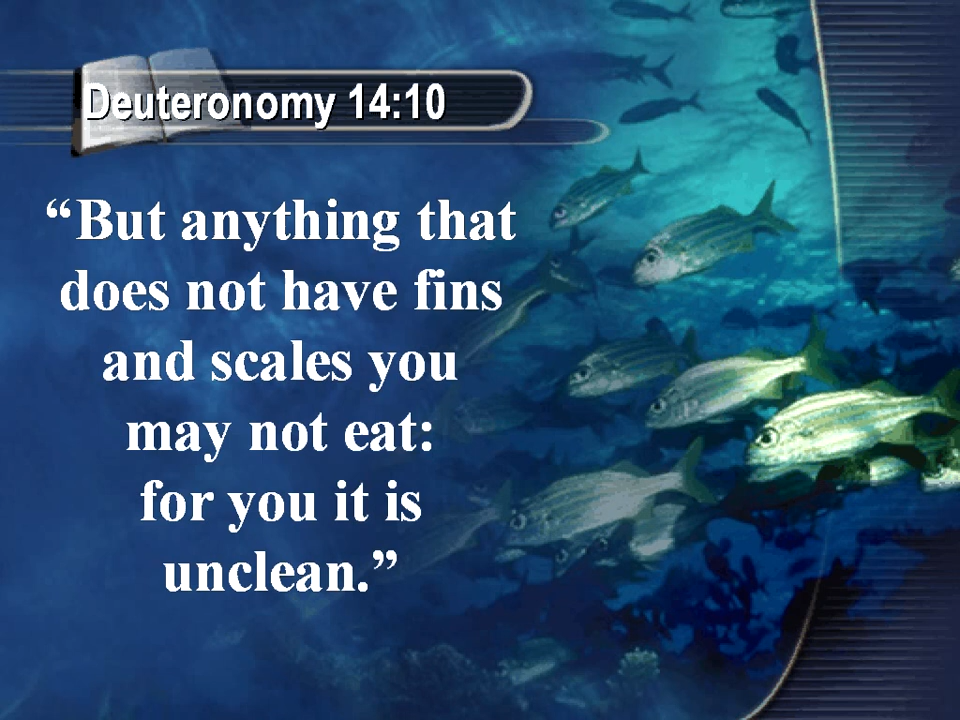 Deuteronomy 14:10
“But anything that
does not have fins
and scales you
may not eat:
for you it is
unclean.”